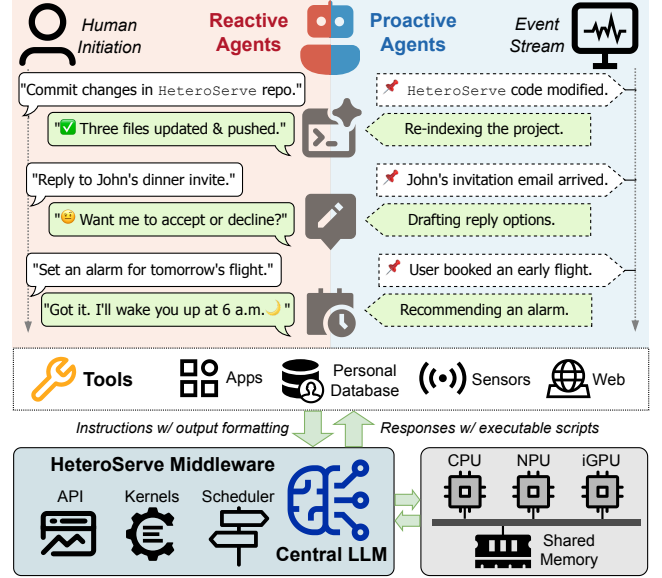 Human
Initiation
Reactive
Agents
Proactive
Agents
Event
Stream
"Commit changes in HeteroServe repo."
"✅ Three files updated & pushed."
📌 HeteroServe code modified.
Re-indexing the project.
"Reply to John's dinner invite."
"😐 Want me to accept or decline?"
📌 John's invitation email arrived.
Drafting reply options.
"Set an alarm for tomorrow's flight."
"Got it. I'll wake you up at 6 a.m.🌙"
📌 User booked an early flight.
Recommending an alarm.
Tools
Apps
Personal
Database
Sensors
Web
Instructions w/ output formatting
Responses w/ executable scripts
HeteroServe Middleware
API
Kernels
Scheduler
Central LLM
CPU
NPU
iGPU
Shared
Memory